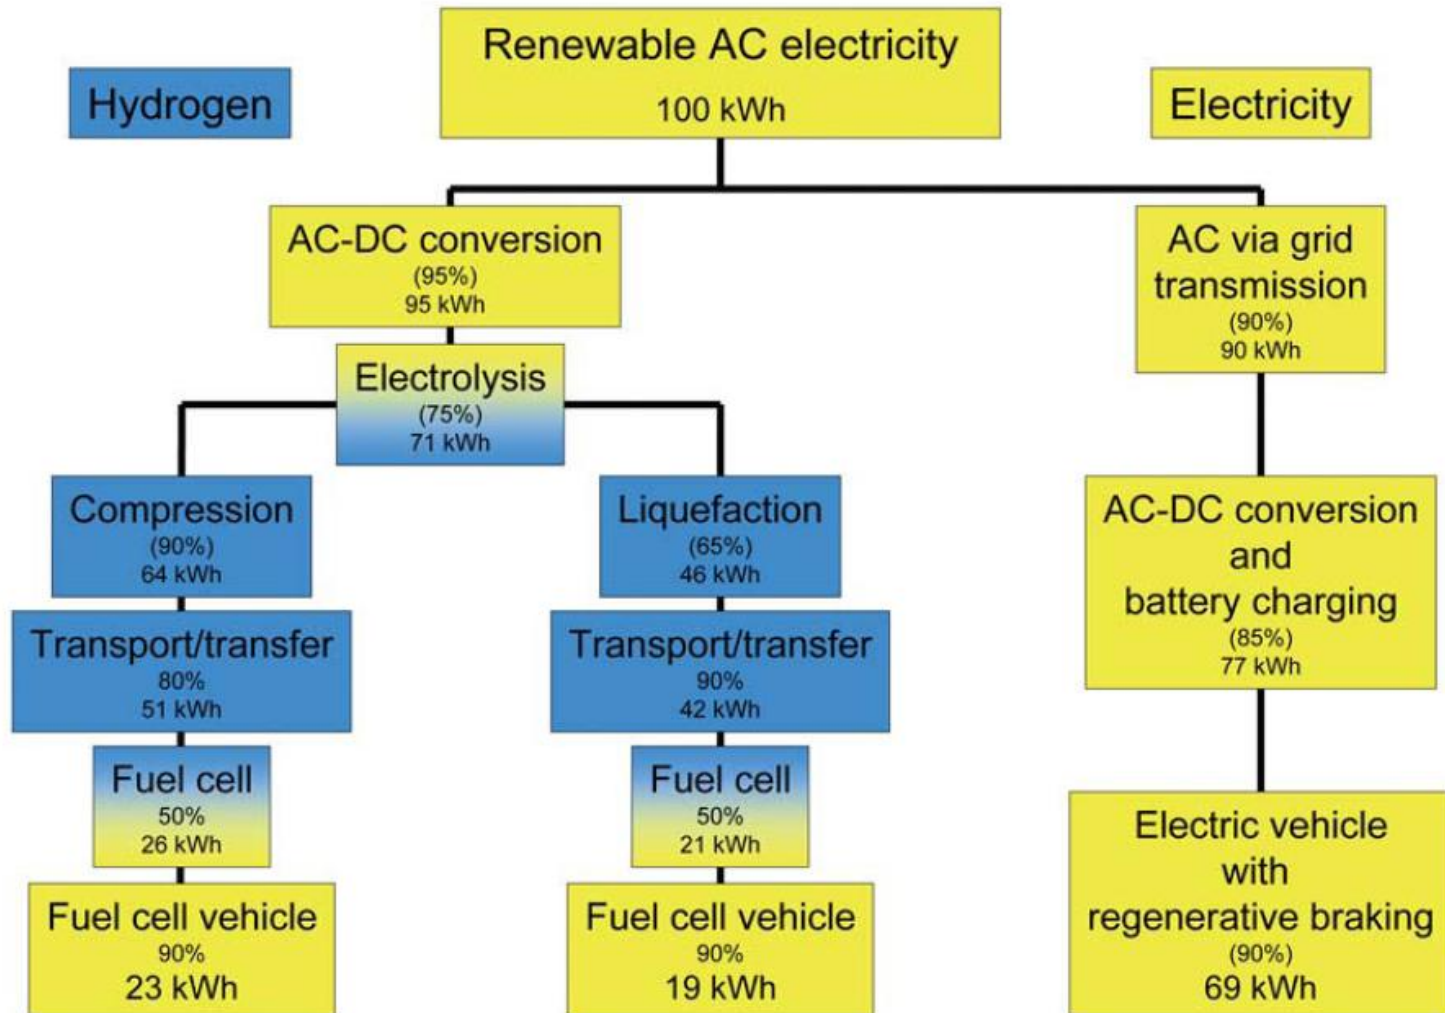 Renewable AC electricity
100 kWh
Hydrogen
Electricity
AC-DC conversion
(95%)
95 kWh
AC via grid
transmission
(90%)
90 kWh
Electrolysis
(75%)
71 kWh
Compression
(90%)
64 kWh
Liquefaction
(65%)
46 kWh
AC-DC conversion
and
battery charging
(85%)
77 kWh
Transport/transfer
80%
51 kWh
Transport/transfer
90%
42 kWh
Fuel cell
50%
26 kWh
Fuel cell
50%
21 kWh
Electric vehicle
with
regenerative braking
(90%)
69 kWh
Fuel cell vehicle
90%
23 kWh
Fuel cell vehicle
90%
19 kWh